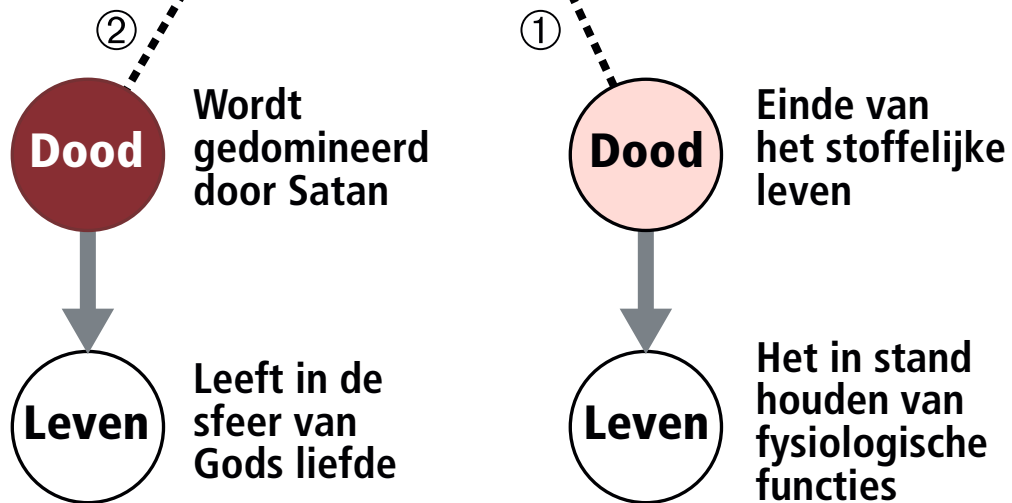 ②
Dood
Wordt
gedomineerd
door Satan
Leven
Leeft in de
sfeer van
Gods liefde
①
Dood
Einde van
het stoffelijke
leven
Leven
Het in stand
houden van
fysiologische
functies